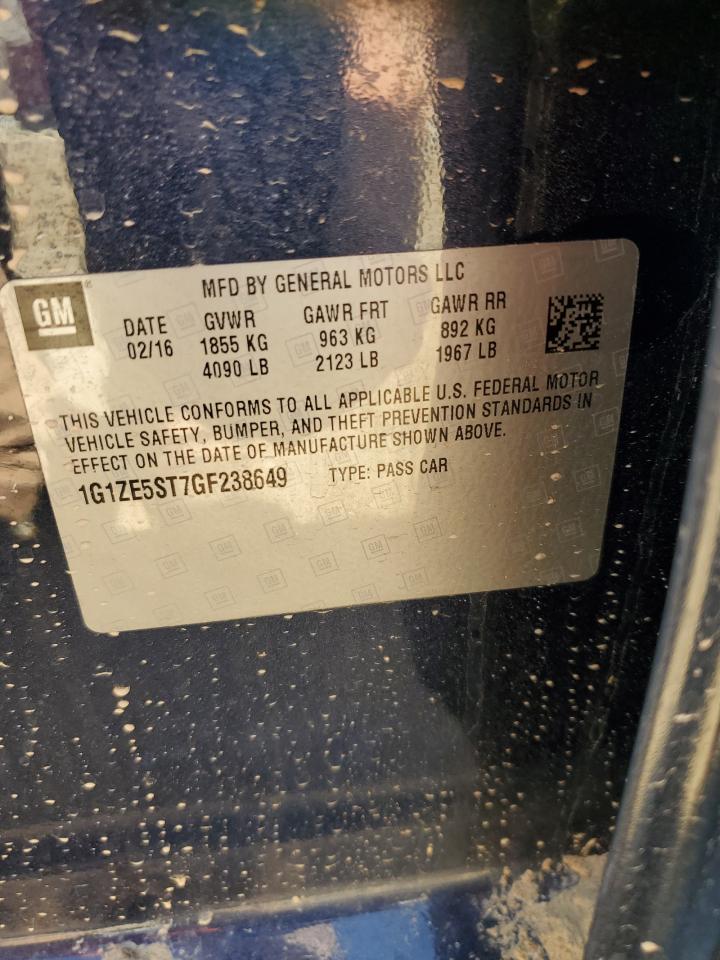 GM
MFD BY GENERAL MOTORS LLC
DATE GVWR GAWR FRT GAWR RR
02/16 1855 KG 963 KG 892 KG
4090 LB 2123 LB 1967 LB
THIS VEHICLE CONFORMS TO ALL APPLICABLE U.S. FEDERAL MOTOR
VEHICLE SAFETY, BUMPER, AND THEFT PREVENTION STANDARDS IN
EFFECT ON THE DATE OF MANUFACTURE SHOWN ABOVE.
1G1ZE5ST7GF238649 TYPE: PASS CAR